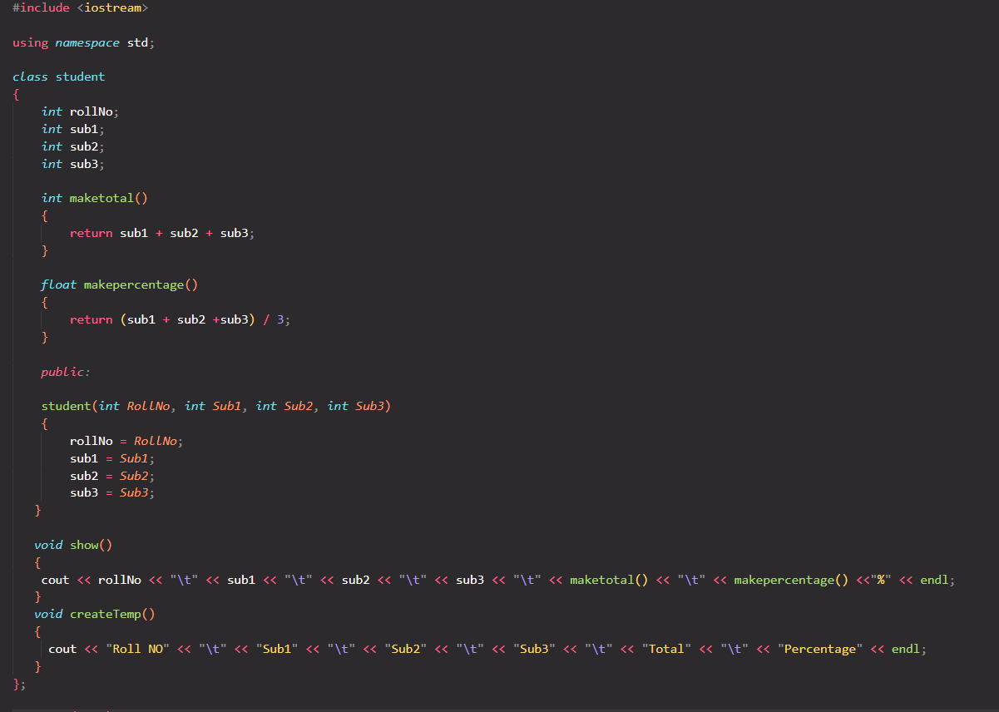 #include <iostream>
using namespace std;
class student
{
int rollNo;
int sub1;
int sub2;
int sub3;
int maketotal()
{
return sub1 + sub2 + sub3;
}
float makepercentage()
{
return (sub1 + sub2 +sub3) / 3;
}
public:
student(int RollNo, int Sub1, int Sub2, int Sub3)
{
rollNo = RollNo;
sub1 = Sub1;
sub2 = Sub2;
sub3 = Sub3;
}
void show()
{
cout << rollNo << "\t" << sub1 << "\t" << sub2 << "\t" << sub3 << "\t" << maketotal() << "\t" << makepercentage() <<"%" << endl;
}
void createTemp()
{
cout << "Roll NO" << "\t" << "Sub1" << "\t" << "Sub2" << "\t" << "Sub3" << "\t" << "Total" << "\t" << "Percentage" << endl;
}
};